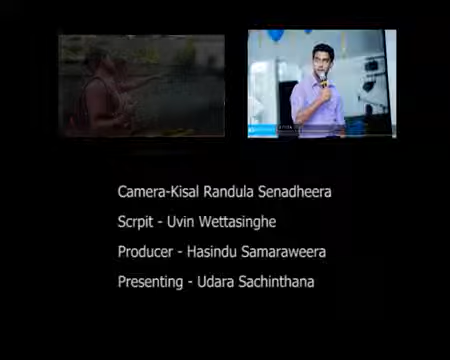 Camera-Kisal Randula Senadheera
Scrpit - Uvin Wettasinghe
Producer - Hasindu Samaraweera
Presenting - Udara Sachinthana